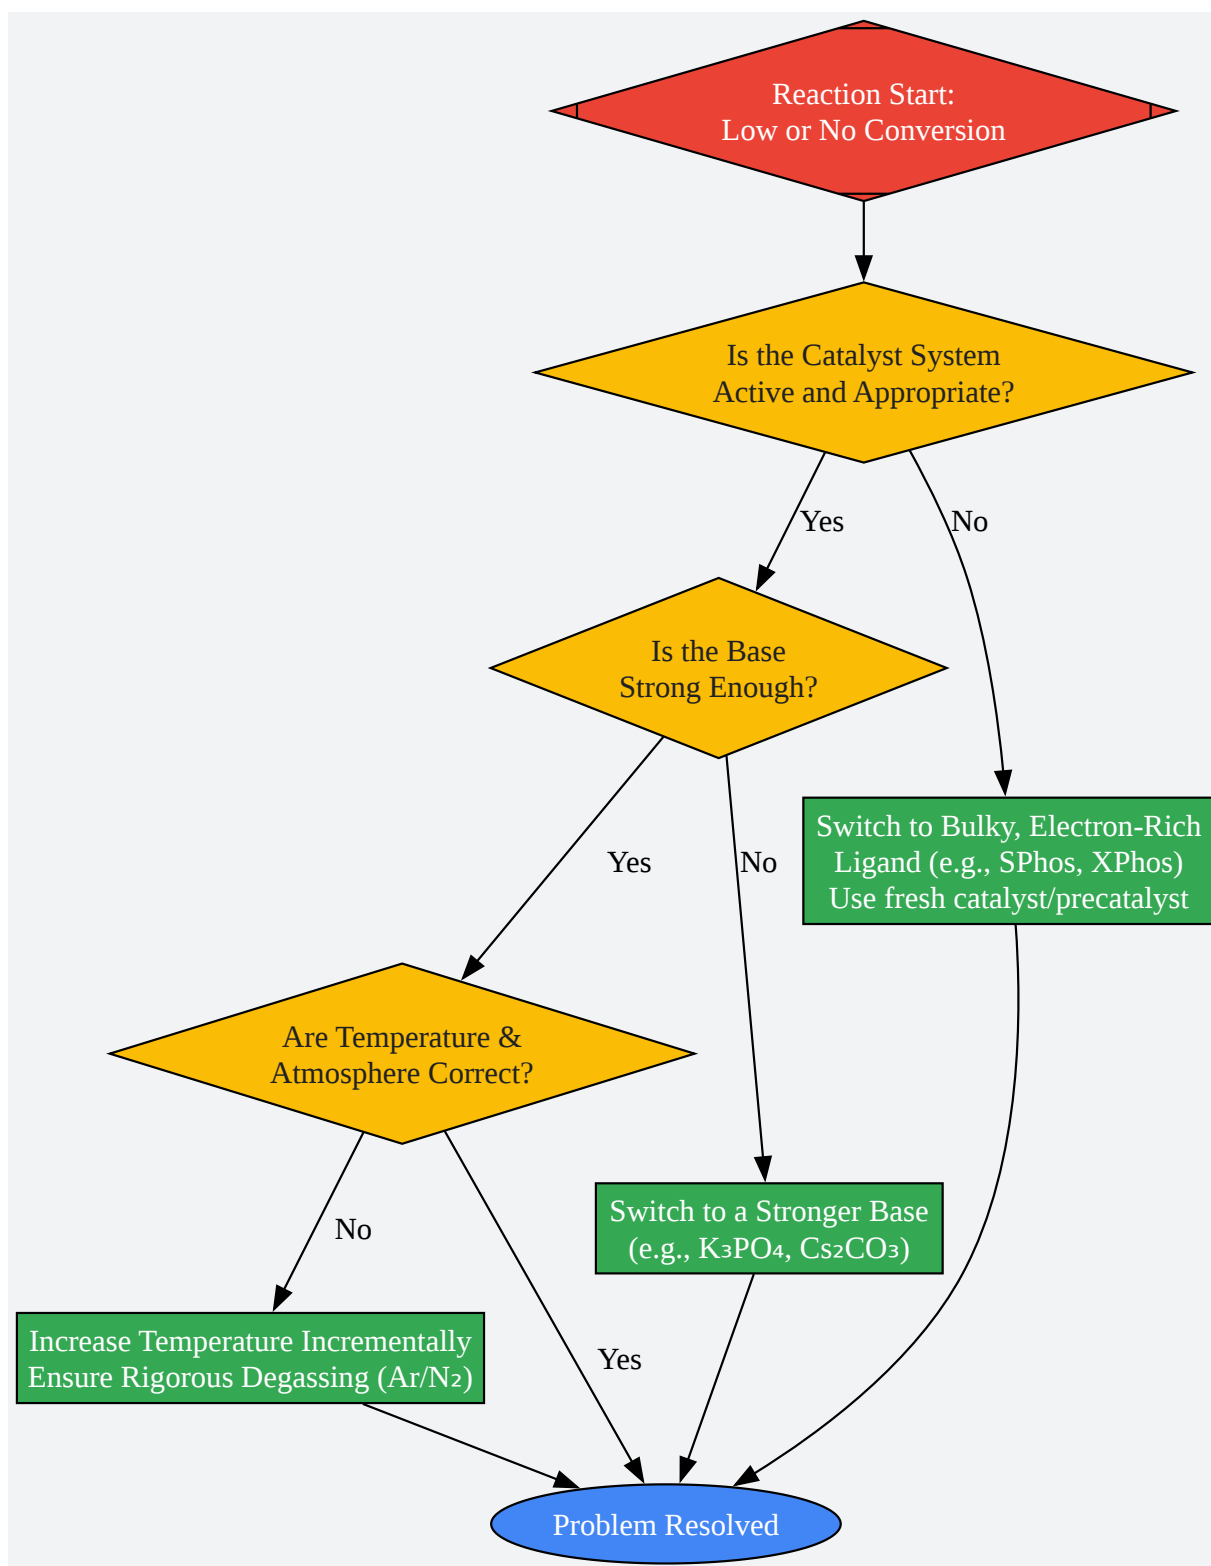 Reaction Start:
Low or No Conversion
Is the Catalyst System
Active and Appropriate?
Yes
No
Is the Base
Strong Enough?
Switch to Bulky, Electron-Rich
Ligand (e.g., SPhos, XPhos)
Use fresh catalyst/precatalyst
Yes
No
Are Temperature &
Atmosphere Correct?
Switch to a Stronger Base
(e.g., K₃PO₄, Cs₂CO₃)
No
Yes
Increase Temperature Incrementally
Ensure Rigorous Degassing (Ar/N₂)
Problem Resolved